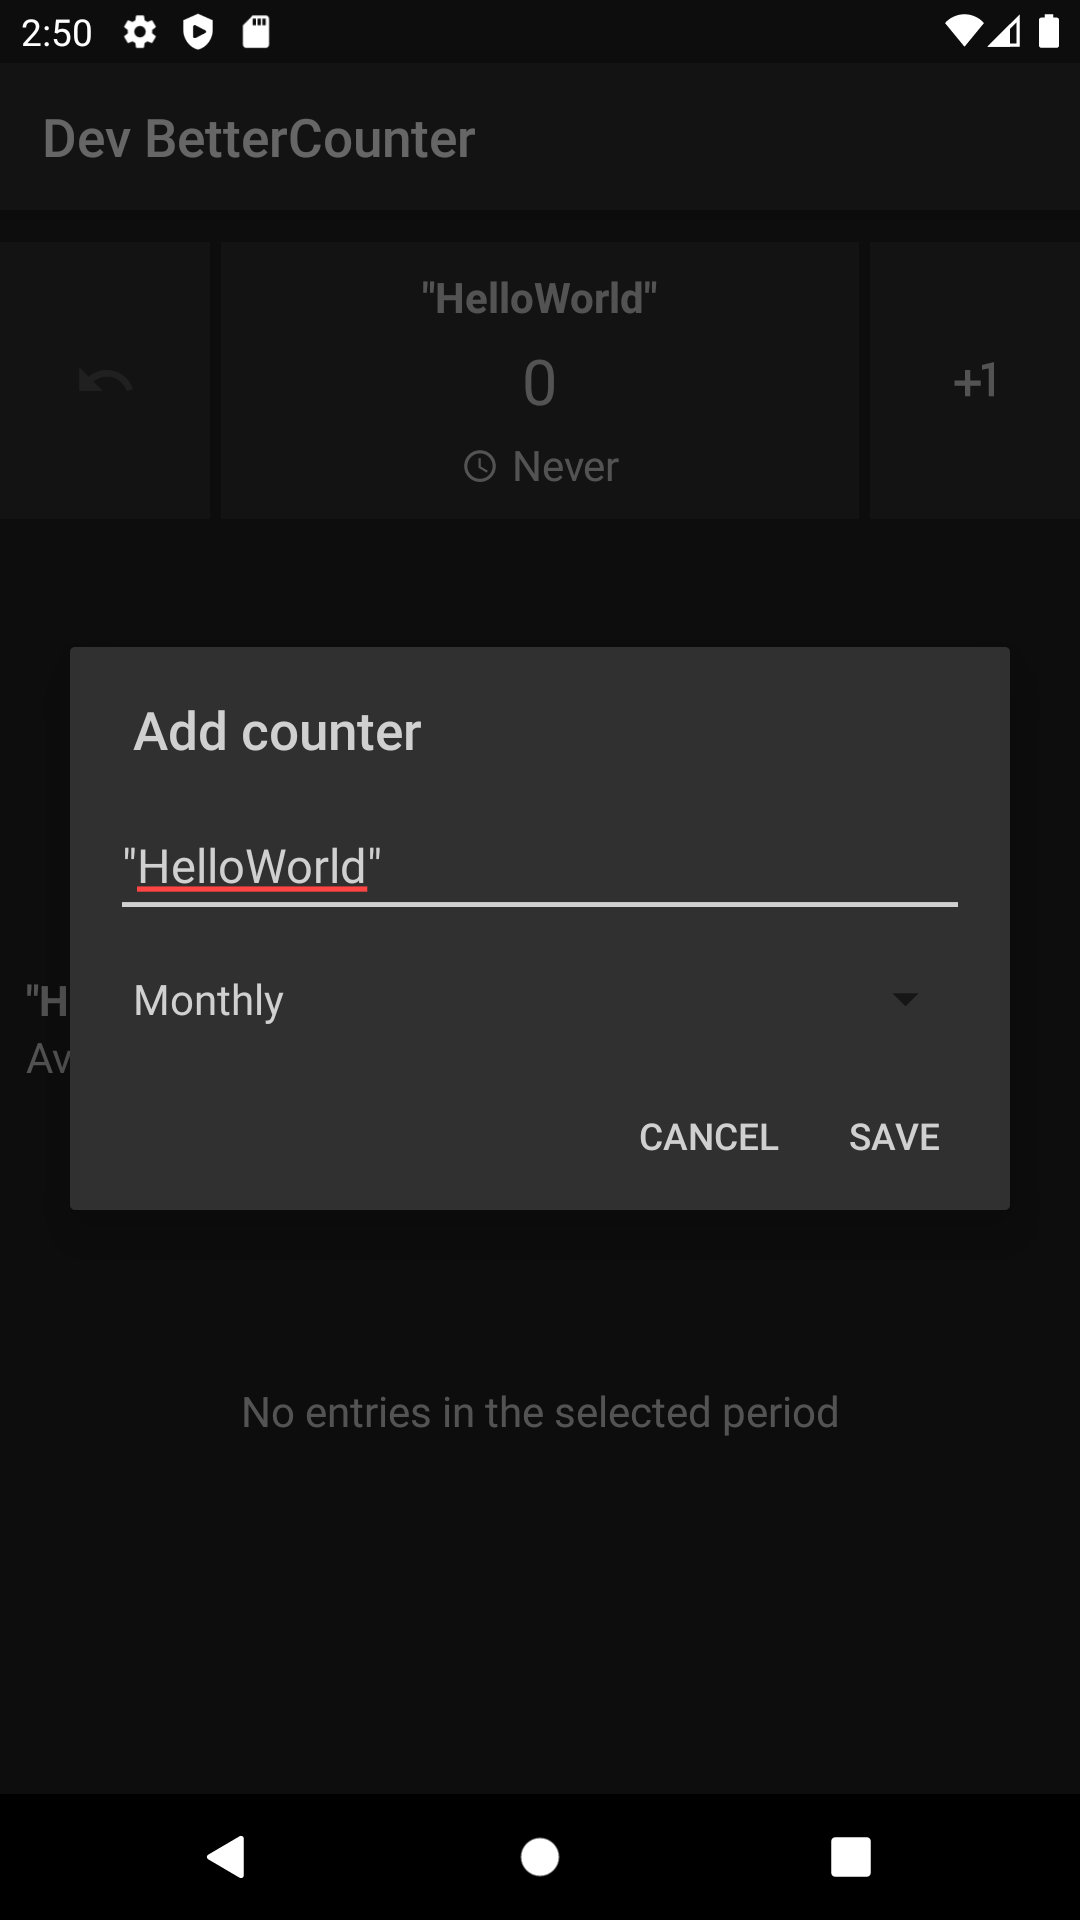 2:50
Dev BetterCounter
"HelloWorld"
0
+1
Never
Add counter
"HelloWorld"
Monthly
"H
Av
CANCEL SAVE
No entries in the selected period